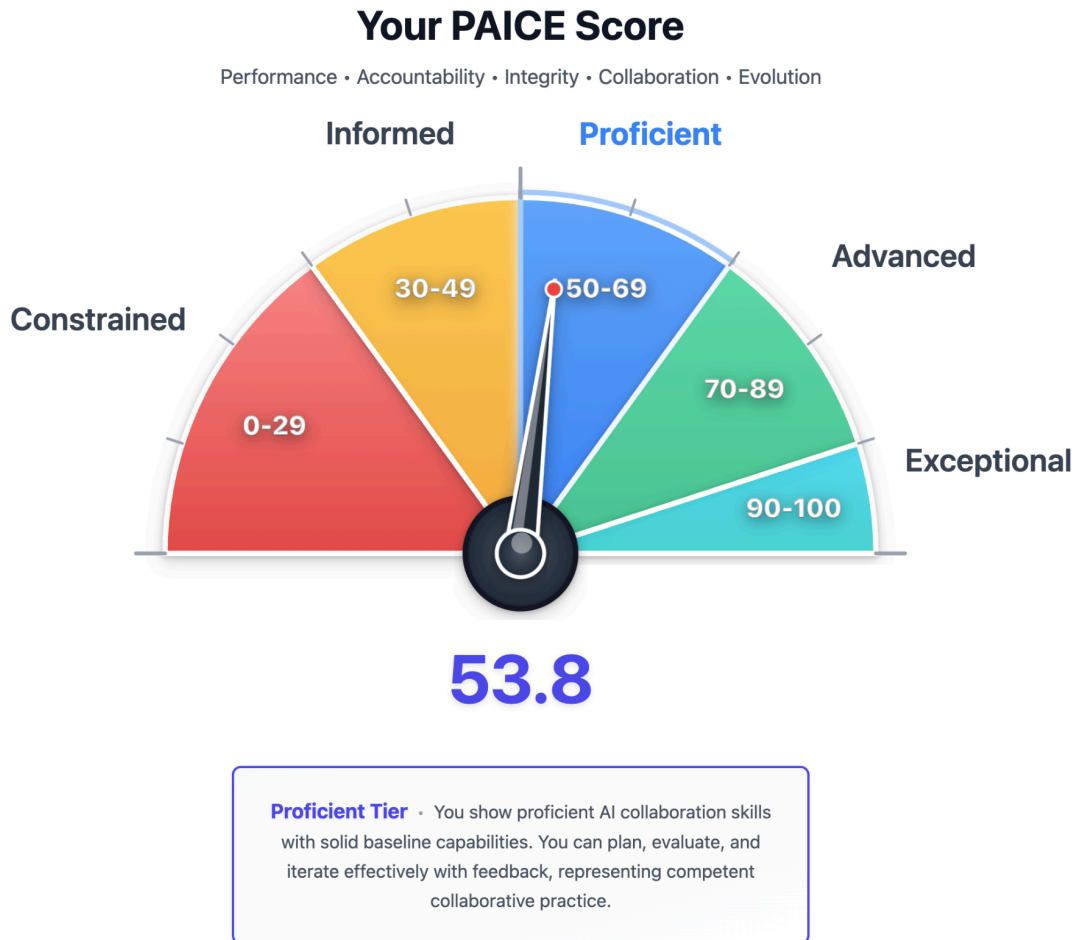 Your PAICE Score
Performance • Accountability • Integrity • Collaboration • Evolution
Informed
Proficient
Advanced
Constrained
Exceptional
30-49
50-69
70-89
0-29
90-100
53.8
Proficient Tier • You show proficient AI collaboration skills
with solid baseline capabilities. You can plan, evaluate, and
iterate effectively with feedback, representing competent
collaborative practice.